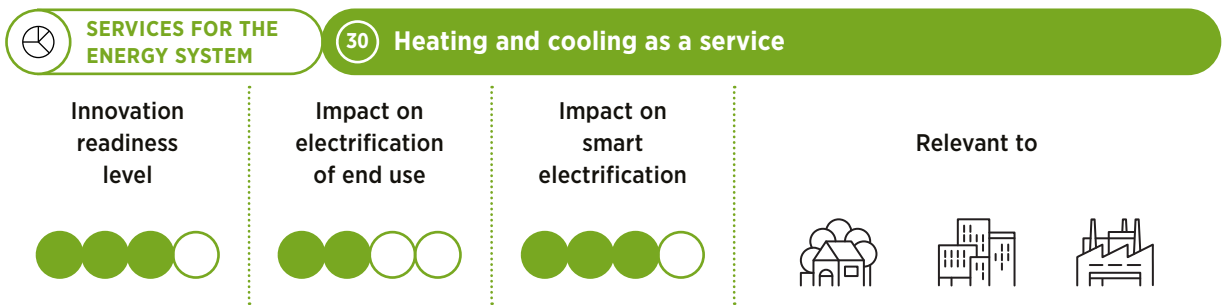 SERVICES FOR THE
ENERGY SYSTEM
30 Heating and cooling as a service
Innovation
readiness
level
Impact on
electrification
of end use
Impact on
smart
electrification
Relevant to